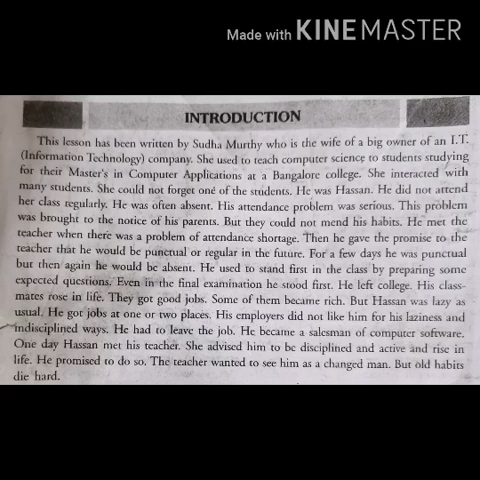 Made with KINEMASTER
INTRODUCTION
This lesson has been written by Sudha Murthy who is the wife of a big owner of an I.T.
(Information Technology) company. She used to teach computer science to students studying
for their Master's in Computer Applications at a Bangalore college. She interacted with
many students. She could not forget one of the students. He was Hassan. He did not attend
her class regularly. He was often absent. His attendance problem was serious. This problem
was brought to the notice of his parents. But they could not mend his habits. He met the
teacher when there was a problem of attendance shortage. Then he gave the promise to the
teacher that he would be punctual or regular in the future. For a few days he was punctual
but then again he would be absent. He used to stand first in the class by preparing some
expected questions. Even in the final examination he stood first. He left college. His class-
mates rose in life. They got good jobs. Some of them became rich. But Hassan was lazy as
usual. He got jobs at one or two places. His employers did not like him for his laziness and
indisciplined ways. He had to leave the job. He became a salesman of computer software.
One day Hassan met his teacher. She advised him to be disciplined and active and rise in
life. He promised to do so. The teacher wanted to see him as a changed man. But old habits
die hard.